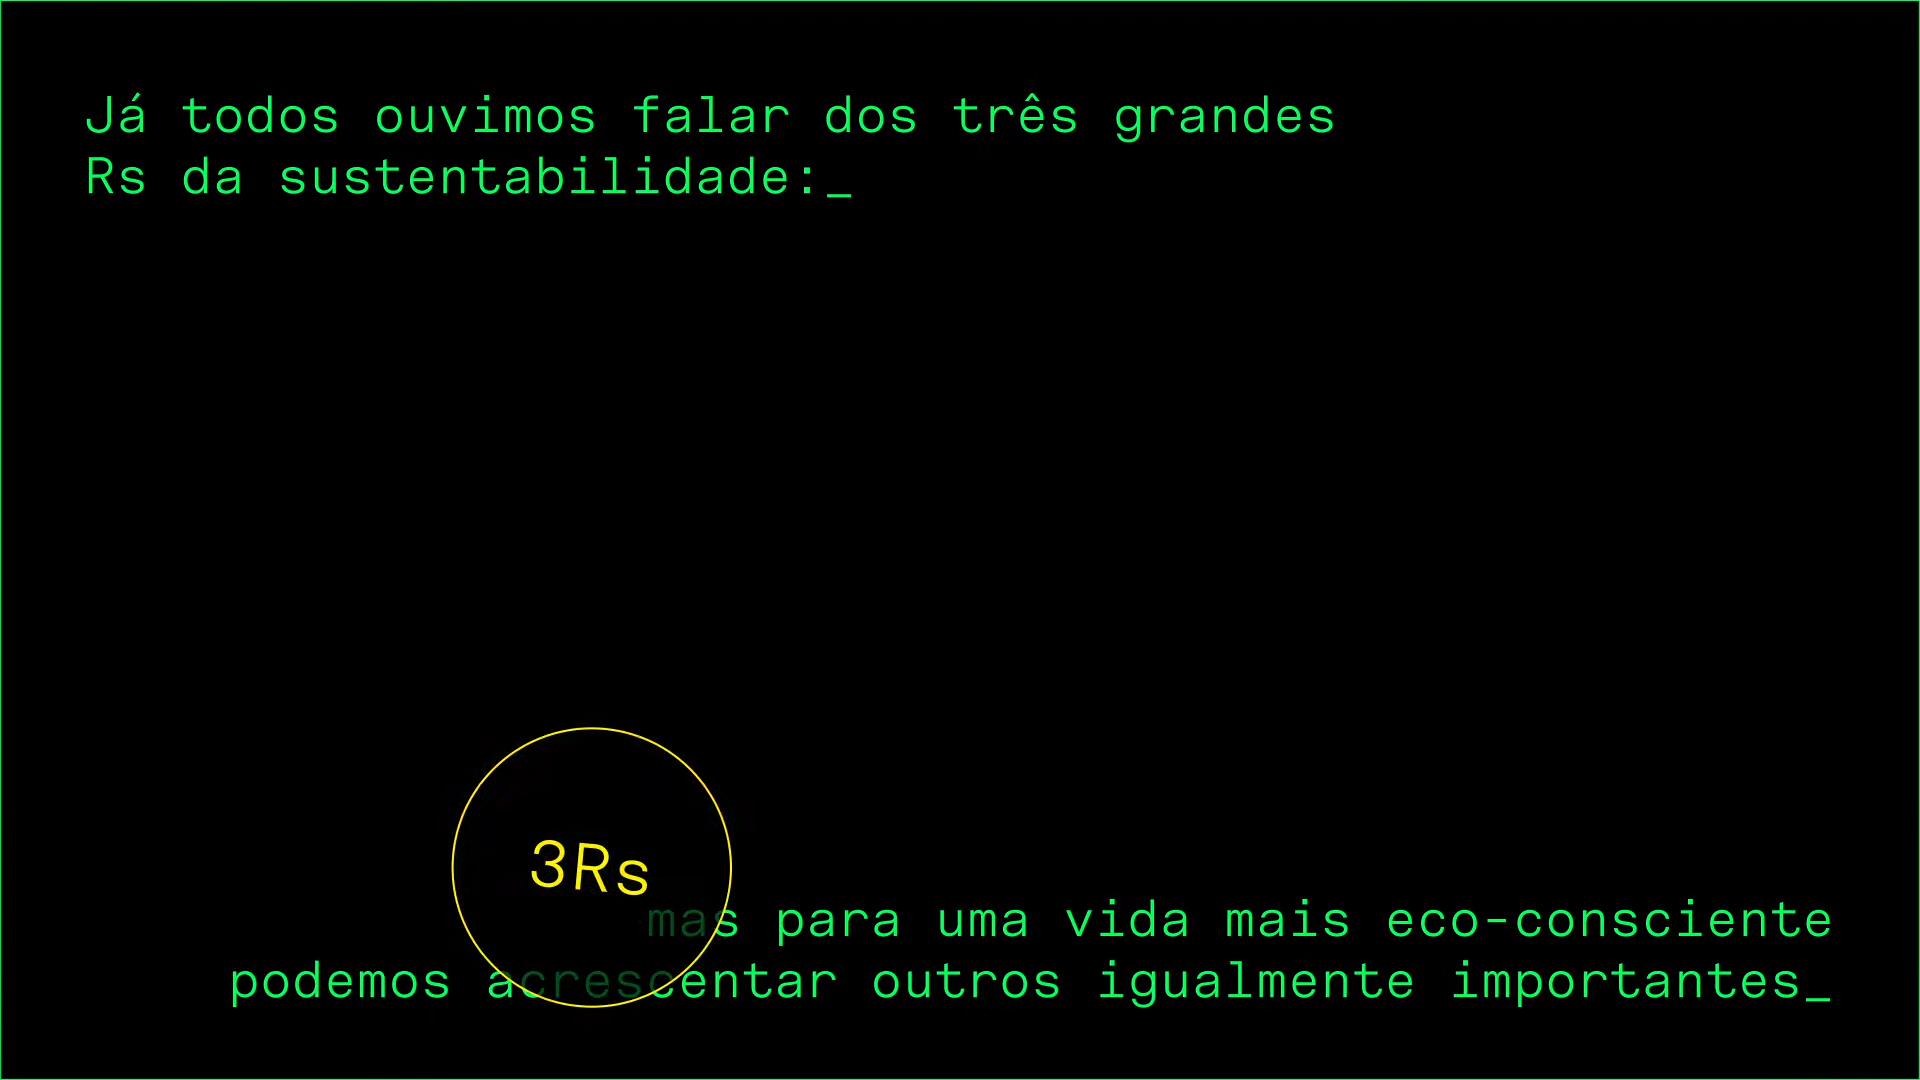 Já todos ouvimos falar dos três grandes
Rs da sustentabilidade:_
3Rs
mas para uma vida mais eco-consciente
podemos acrescentar outros igualmente importantes_